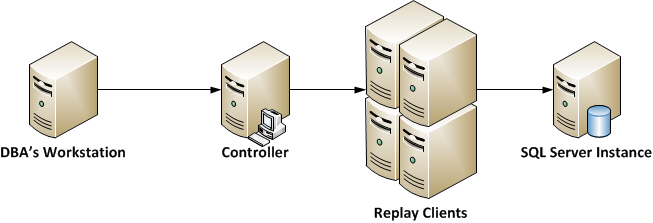 DBA's Workstation
Controller
Replay Clients
SQL Server Instance